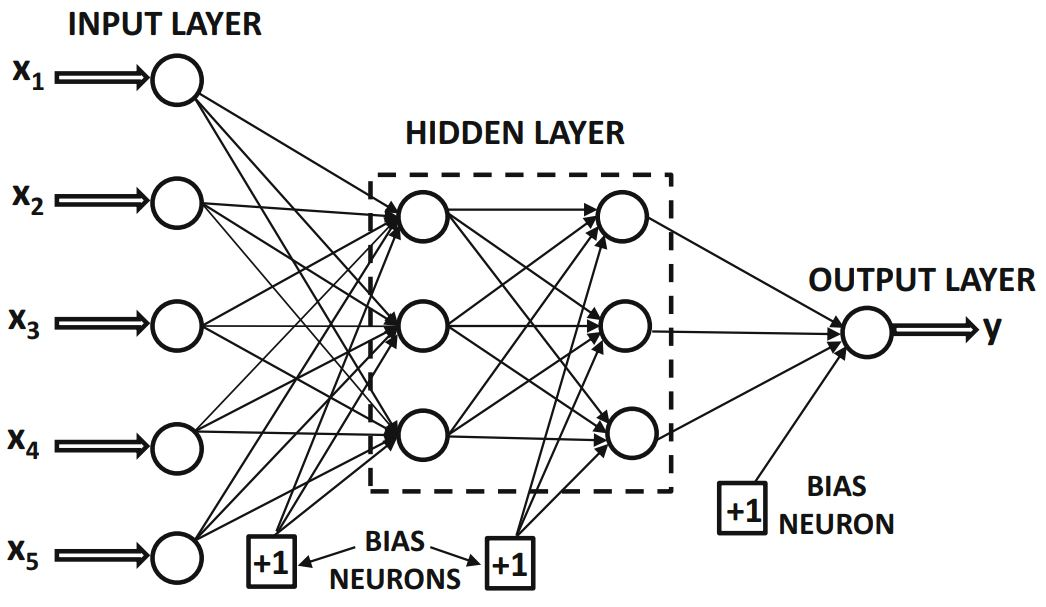 INPUT LAYER
x1
x2
x3
x4
x5
HIDDEN LAYER
OUTPUT LAYER
y
+1
BIAS
NEURONS
+1
+1
BIAS
NEURON